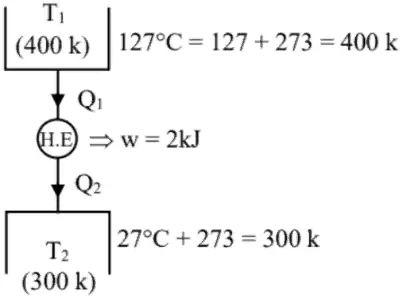 T₁
(400 k) 127°C = 127 + 273 = 400 k
Q₁
H.E ⇒ w = 2kJ
Q₂
27°C + 273 = 300 k
T₂
(300 k)